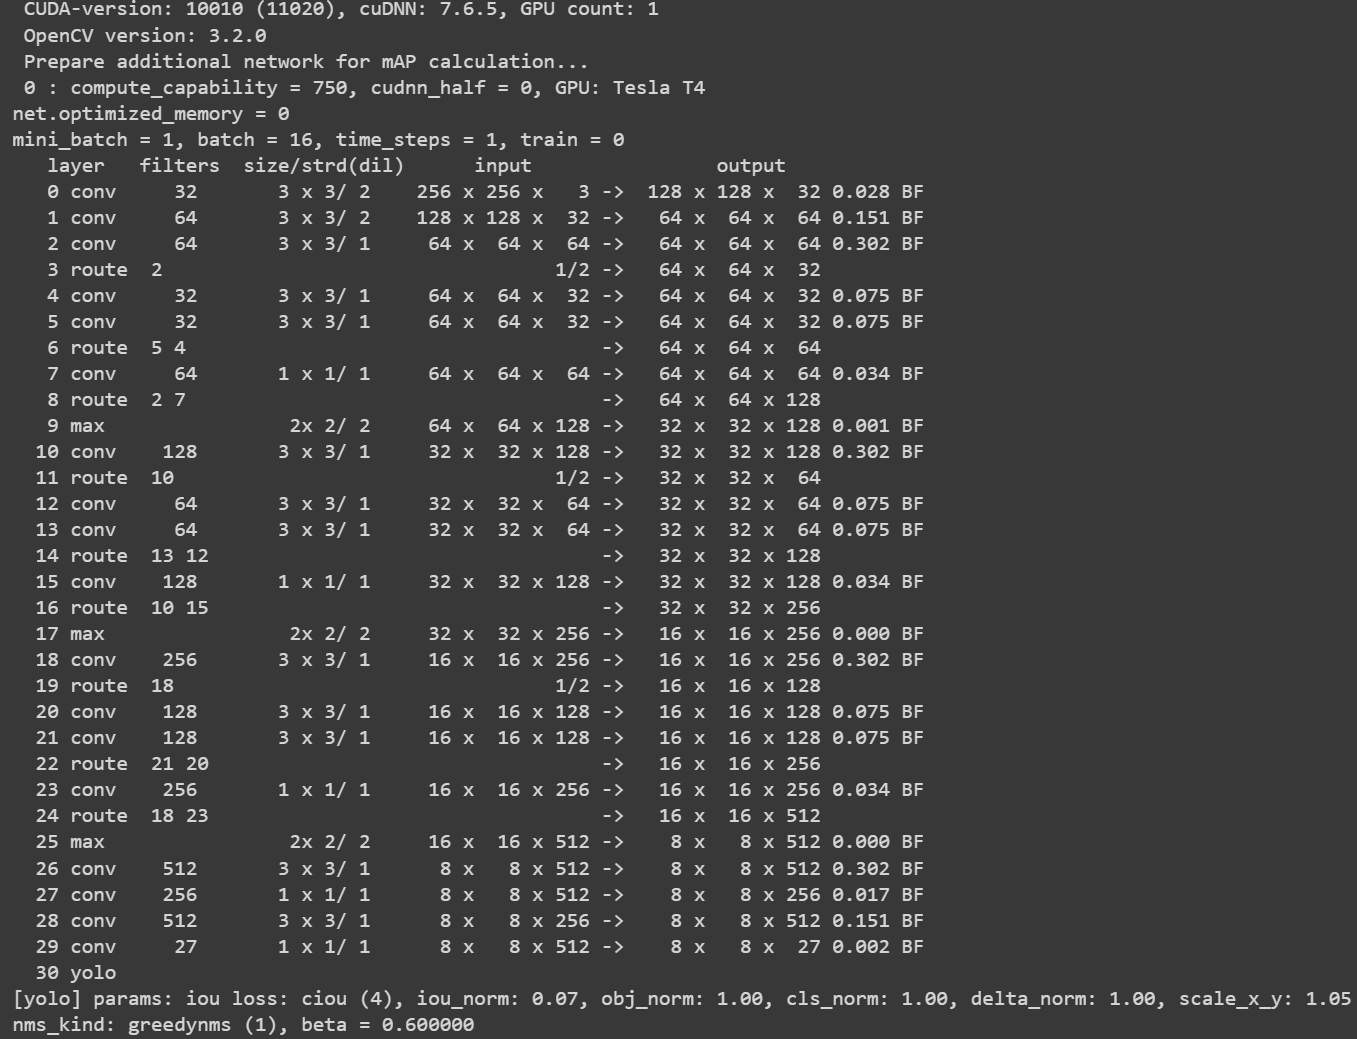 CUDA-version: 10010 (11020), cuDNN: 7.6.5, GPU count: 1
OpenCV version: 3.2.0
Prepare additional network for mAP calculation...
0 : compute_capability = 750, cudnn_half = 0, GPU: Tesla T4
net.optimized_memory = 0
mini_batch = 1, batch = 16, time_steps = 1, train = 0
   layer   filters  size/strd(dil)      input                output
   0 conv     32       3 x 3/ 2    256 x 256 x   3 ->  128 x 128 x  32 0.028 BF
   1 conv     64       3 x 3/ 2    128 x 128 x  32 ->   64 x  64 x  64 0.151 BF
   2 conv     64       3 x 3/ 1     64 x  64 x  64 ->   64 x  64 x  64 0.302 BF
   3 route  2                                  1/2 ->   64 x  64 x  32
   4 conv     32       3 x 3/ 1     64 x  64 x  32 ->   64 x  64 x  32 0.075 BF
   5 conv     32       3 x 3/ 1     64 x  64 x  32 ->   64 x  64 x  32 0.075 BF
   6 route  5 4                                    ->   64 x  64 x  64
   7 conv     64       1 x 1/ 1     64 x  64 x  64 ->   64 x  64 x  64 0.034 BF
   8 route  2 7                                    ->   64 x  64 x 128
   9 max                2x 2/ 2     64 x  64 x 128 ->   32 x  32 x 128 0.001 BF
  10 conv    128       3 x 3/ 1     32 x  32 x 128 ->   32 x  32 x 128 0.302 BF
  11 route  10                                 1/2 ->   32 x  32 x  64
  12 conv     64       3 x 3/ 1     32 x  32 x  64 ->   32 x  32 x  64 0.075 BF
  13 conv     64       3 x 3/ 1     32 x  32 x  64 ->   32 x  32 x  64 0.075 BF
  14 route  13 12                                  ->   32 x  32 x 128
  15 conv    128       1 x 1/ 1     32 x  32 x 128 ->   32 x  32 x 128 0.034 BF
  16 route  10 15                                  ->   32 x  32 x 256
  17 max                2x 2/ 2     32 x  32 x 256 ->   16 x  16 x 256 0.000 BF
  18 conv    256       3 x 3/ 1     16 x  16 x 256 ->   16 x  16 x 256 0.302 BF
  19 route  18                                 1/2 ->   16 x  16 x 128
  20 conv    128       3 x 3/ 1     16 x  16 x 128 ->   16 x  16 x 128 0.075 BF
  21 conv    128       3 x 3/ 1     16 x  16 x 128 ->   16 x  16 x 128 0.075 BF
  22 route  21 20                                  ->   16 x  16 x 256
  23 conv    256       1 x 1/ 1     16 x  16 x 256 ->   16 x  16 x 256 0.034 BF
  24 route  18 23                                  ->   16 x  16 x 512
  25 max                2x 2/ 2     16 x  16 x 512 ->    8 x   8 x 512 0.000 BF
  26 conv    512       3 x 3/ 1      8 x   8 x 512 ->    8 x   8 x 512 0.302 BF
  27 conv    256       1 x 1/ 1      8 x   8 x 512 ->    8 x   8 x 256 0.017 BF
  28 conv    512       3 x 3/ 1      8 x   8 x 256 ->    8 x   8 x 512 0.151 BF
  29 conv     27       1 x 1/ 1      8 x   8 x 512 ->    8 x   8 x  27 0.002 BF
  30 yolo
[yolo] params: iou loss: ciou (4), iou_norm: 0.07, obj_norm: 1.00, cls_norm: 1.00, delta_norm: 1.00, scale_x_y: 1.05
nms_kind: greedynms (1), beta = 0.600000